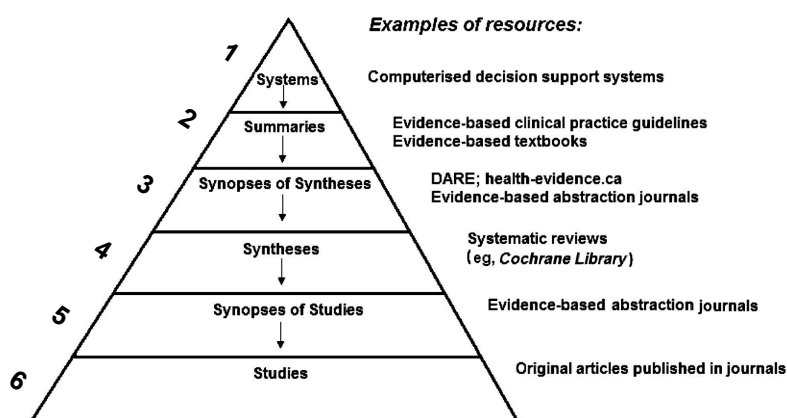 Examples of resources:
1
Systems
Computerised decision support systems
2
Summaries
Evidence-based clinical practice guidelines
Evidence-based textbooks
3
Synopses of Syntheses
DARE; health-evidence.ca
Evidence-based abstraction journals
4
Syntheses
Systematic reviews
(eg, Cochrane Library)
5
Synopses of Studies
Evidence-based abstraction journals
6
Studies
Original articles published in journals